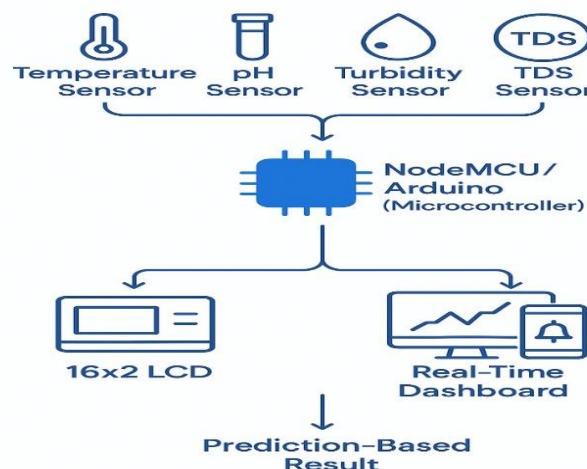 TDS
Temperature
Sensor
pH
Sensor
Turbidity
Sensor
TDS
Sensor
NodeMCU/
Arduino
(Microcontroller)
16x2 LCD
Real-Time
Dashboard
Prediction-Based
Result